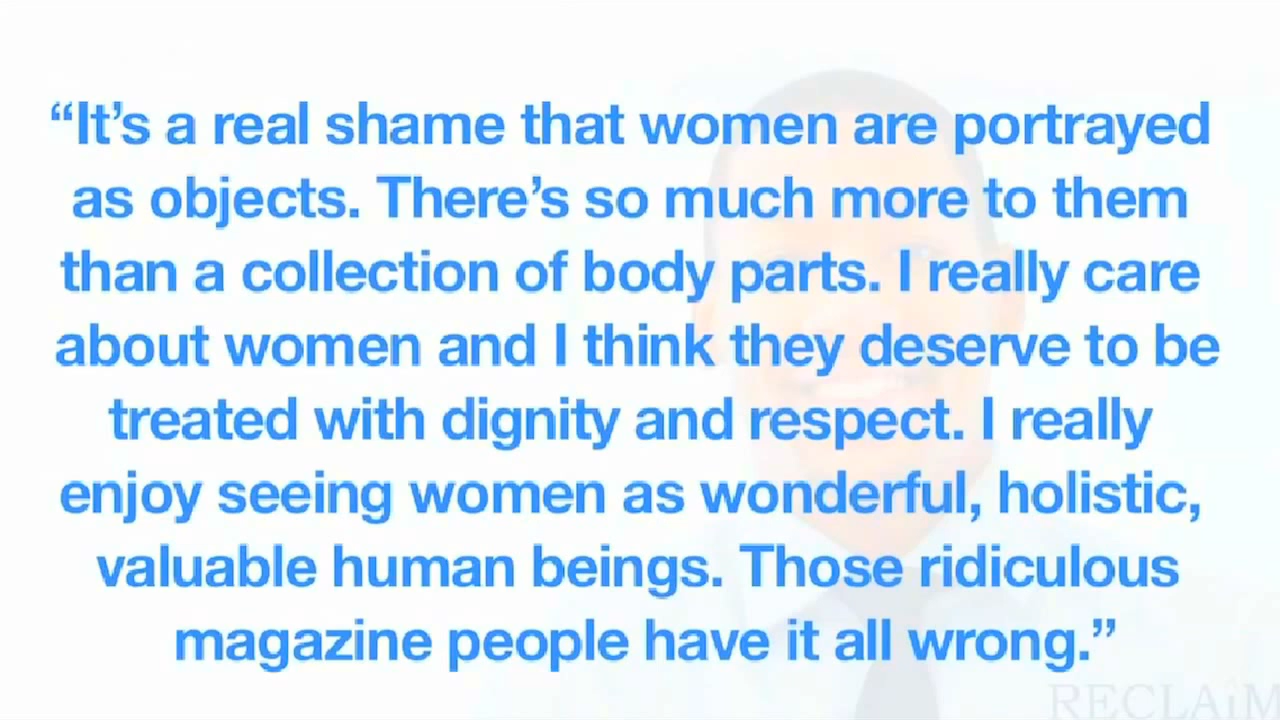 “It’s a real shame that women are portrayed
as objects. There’s so much more to them
than a collection of body parts. I really care
about women and I think they deserve to be
treated with dignity and respect. I really
enjoy seeing women as wonderful, holistic,
valuable human beings. Those ridiculous
magazine people have it all wrong.”
RECLAiM